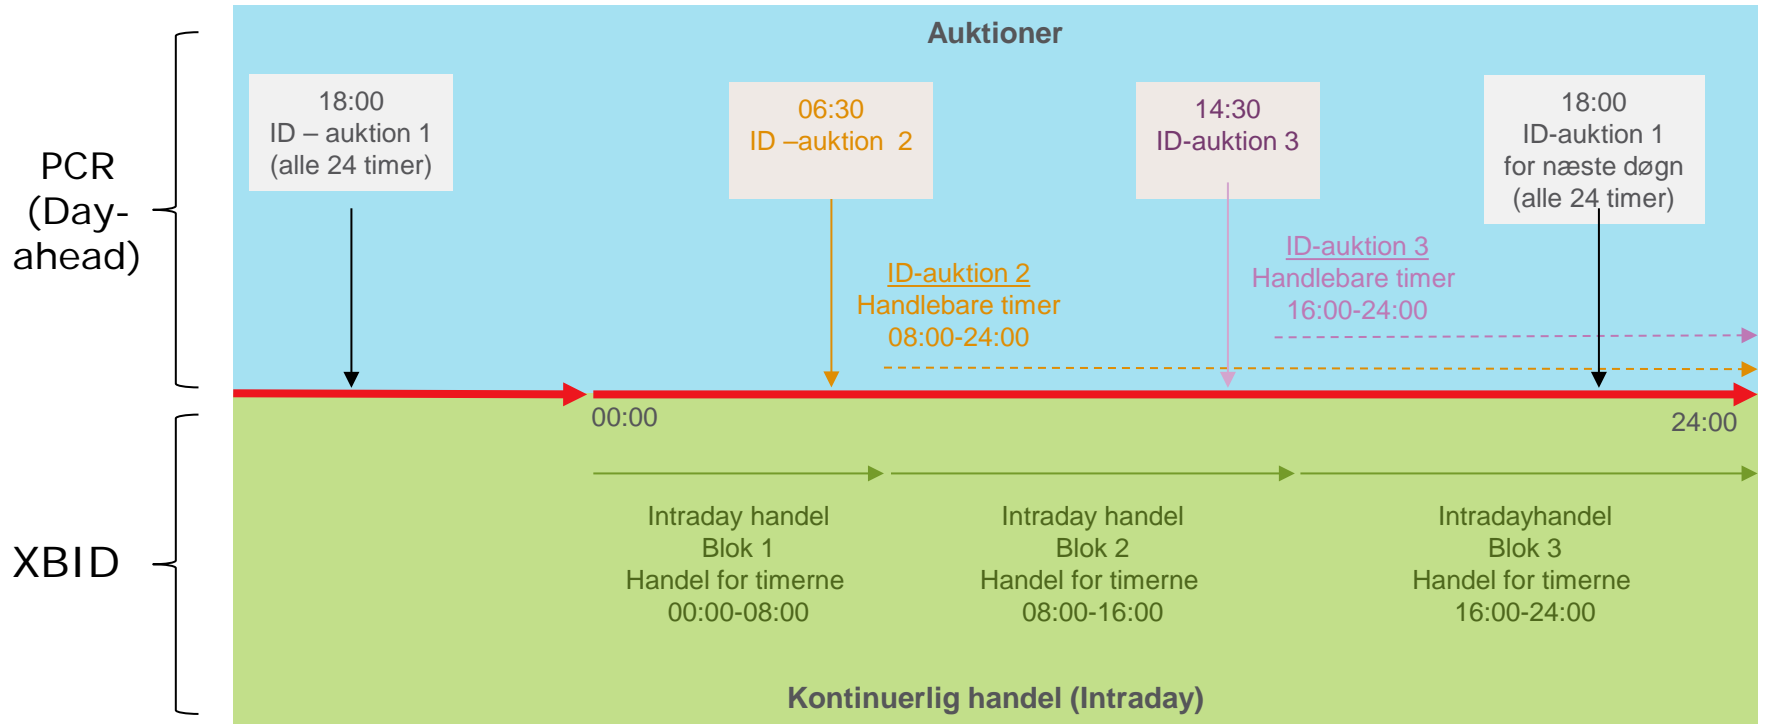 Auktioner
18:00
ID – auktion 1
(alle 24 timer)
06:30
ID –auktion  2
14:30
ID-auktion 3
18:00
ID-auktion 1
for næste døgn
(alle 24 timer)
PCR
(Day-
ahead)
ID-auktion 2
Handlebare timer
08:00-24:00
ID-auktion 3
Handlebare timer
16:00-24:00
00:00
24:00
XBID
Intraday handel
Blok 1
Handel for timerne
00:00-08:00
Intraday handel
Blok 2
Handel for timerne
08:00-16:00
Intradayhandel
Blok 3
Handel for timerne
16:00-24:00
Kontinuerlig handel (Intraday)